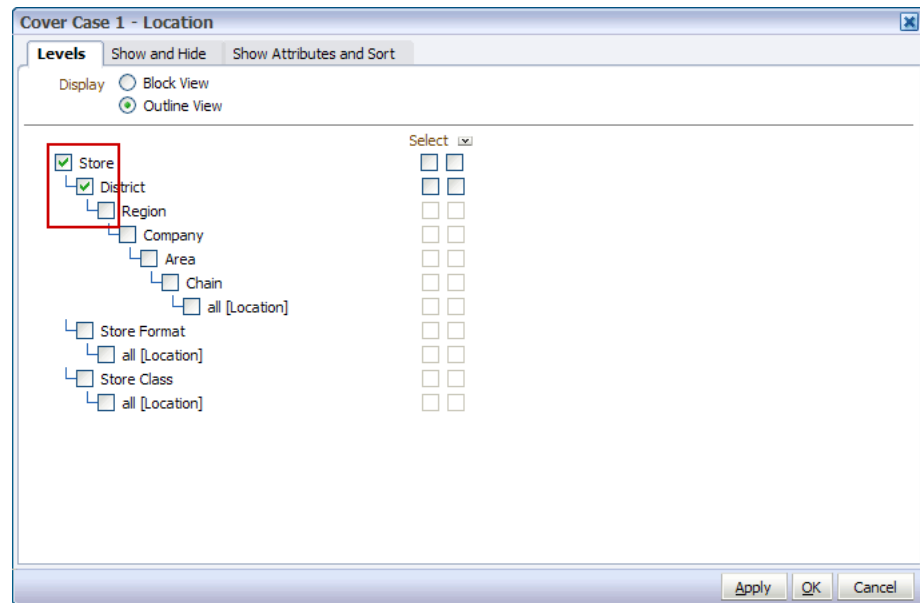 Cover Case 1 - Location
Levels Show and Hide Show Attributes and Sort
Display Block View
Outline View
Select
Store
District
Region
Company
Area
Chain
all [Location]
Store Format
all [Location]
Store Class
all [Location]
Apply OK Cancel